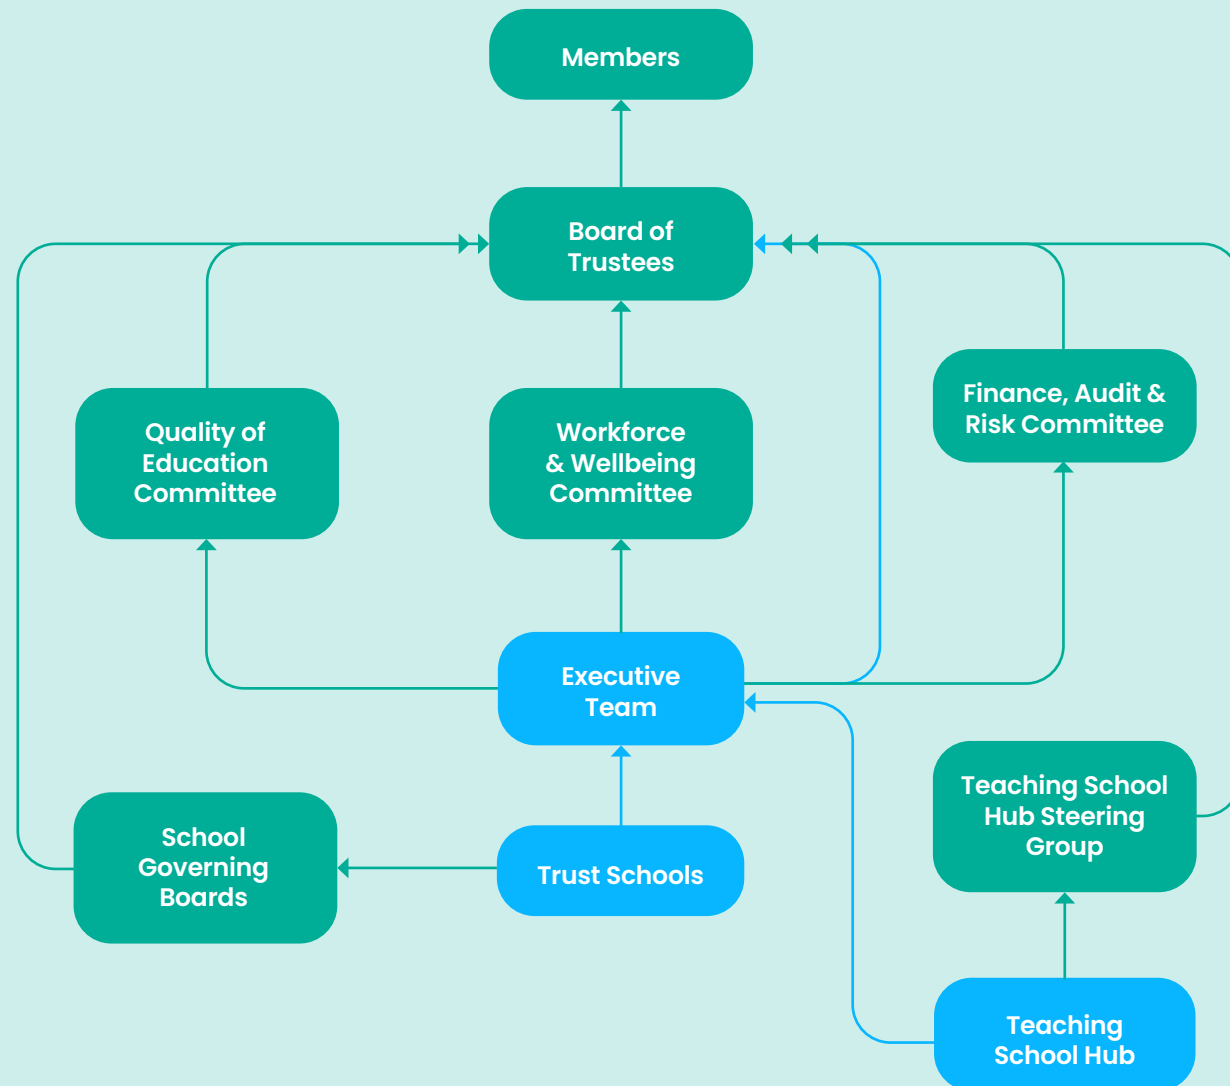 Members
Board of
Trustees
Finance, Audit &
Risk Committee
Quality of
Education
Committee
Workforce
& Wellbeing
Committee
Executive
Team
Teaching School
Hub Steering
Group
School
Governing
Boards
Trust Schools
Teaching
School Hub